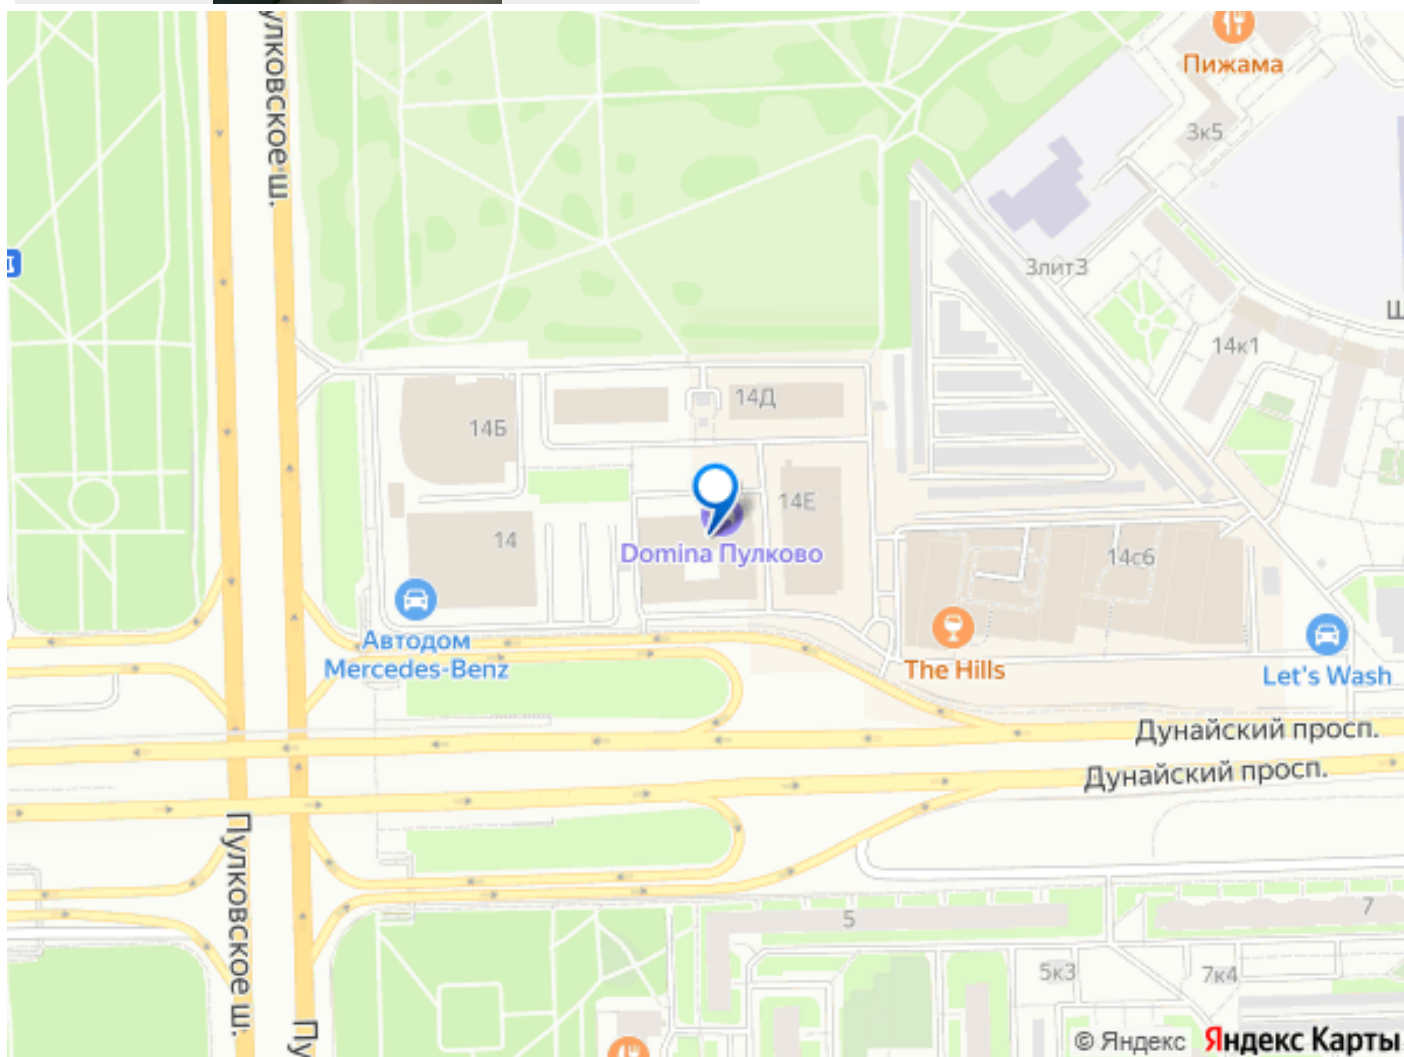 Пулковское ш.
Пижама
3к5
3лит3
14к1
14Д
14Б
14Е
14
Domina Пулково
14с6
Автодом
Mercedes-Benz
The Hills
Let's Wash
Дунайский просп.
Дунайский просп.
Пулковское ш.
5
7
5к3
7к4
© Яндекс Яндекс Карты